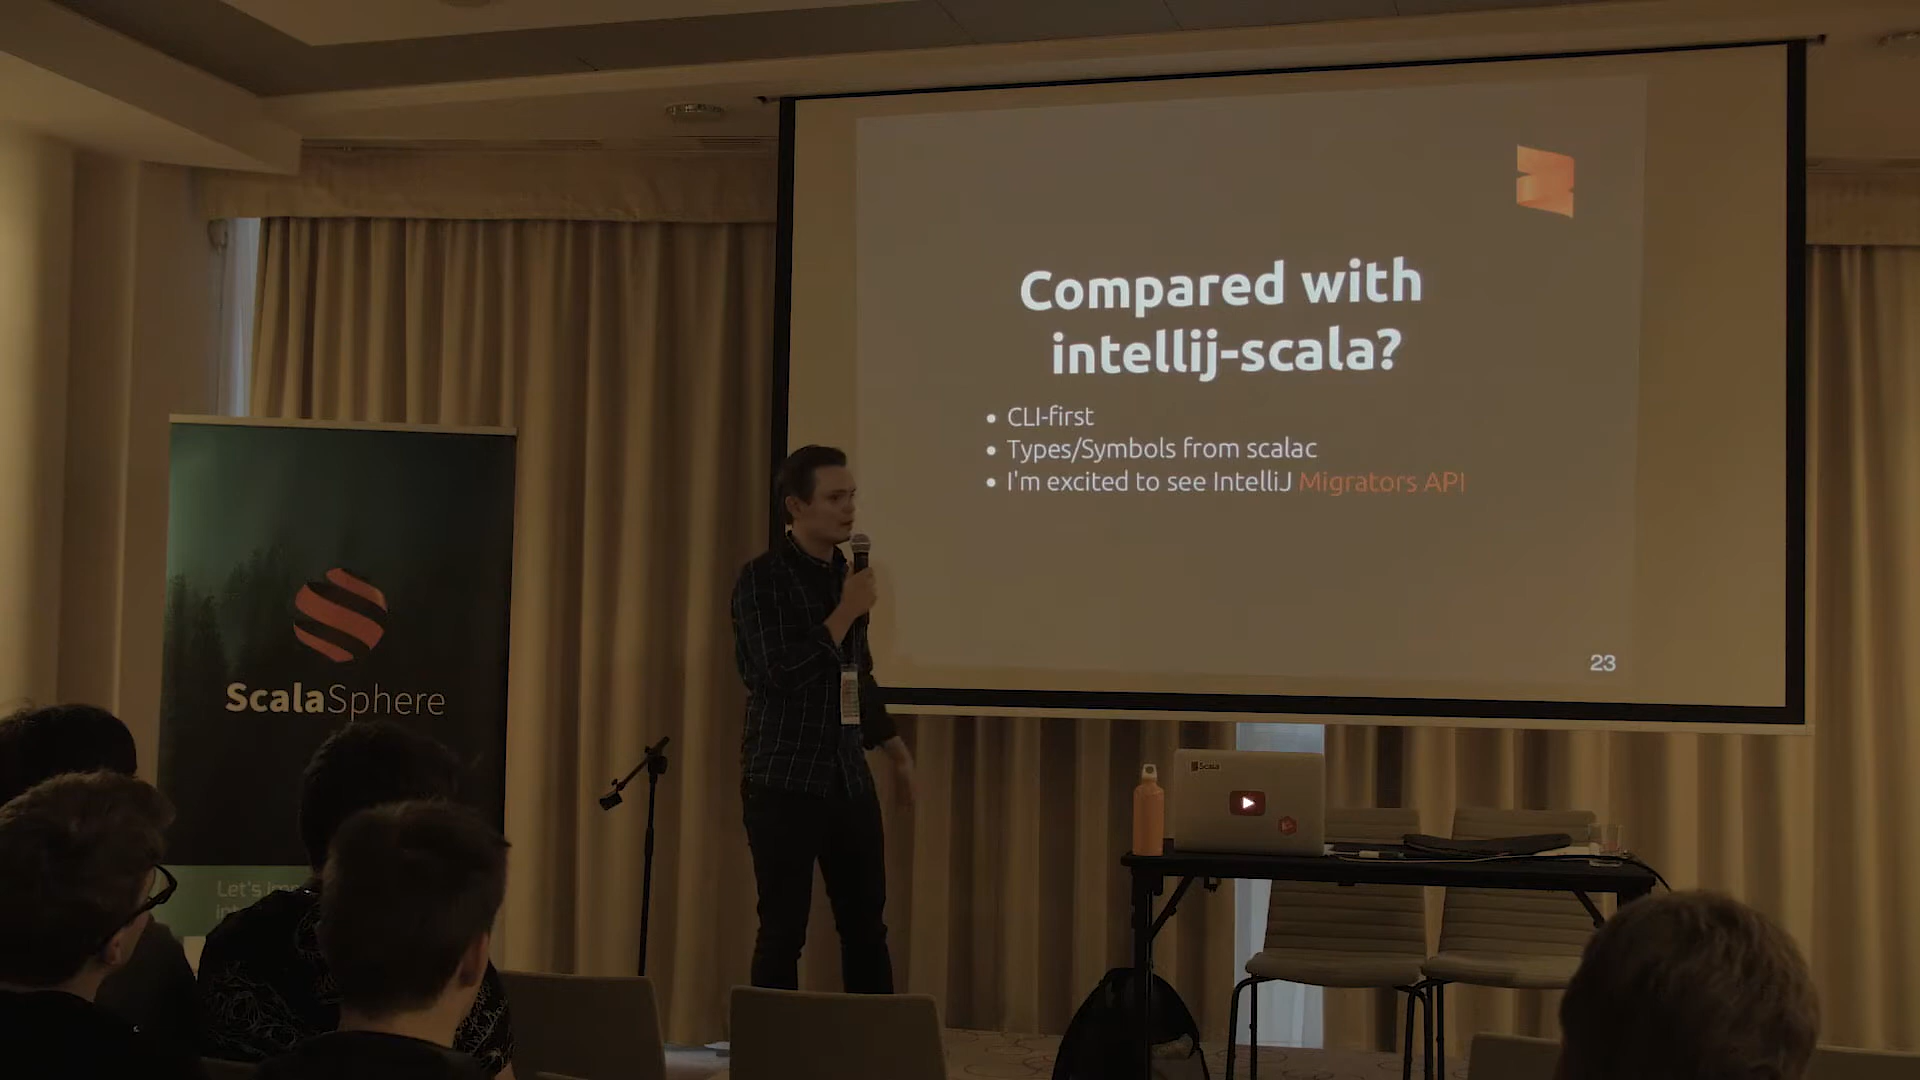 Compared with
intellij-scala?
• CLI-first
• Types/Symbols from scalac
• I'm excited to see IntelliJ Migrators API
23
ScalaSphere
Let's
Scala